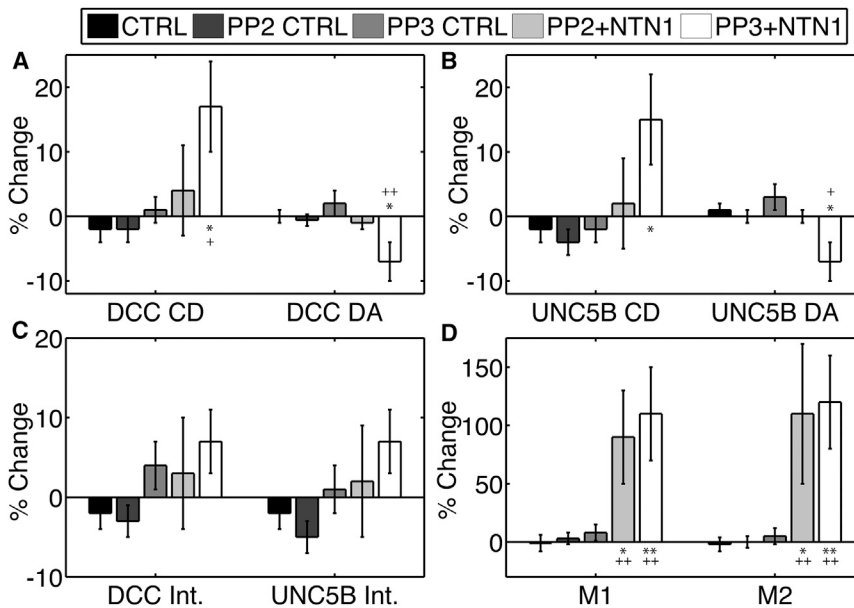 CTRL PP2 CTRL PP3 CTRL PP2+NTN1 PP3+NTN1
A
% Change
20
10
0
-10
*
+
++
*
DCC CD DCC DA
B
% Change
20
10
0
-10
*
+
*
UNC5B CD UNC5B DA
C
% Change
20
10
0
-10
DCC Int. UNC5B Int.
D
% Change
150
100
50
0
* ** * **
++ ++ ++ ++
M1 M2